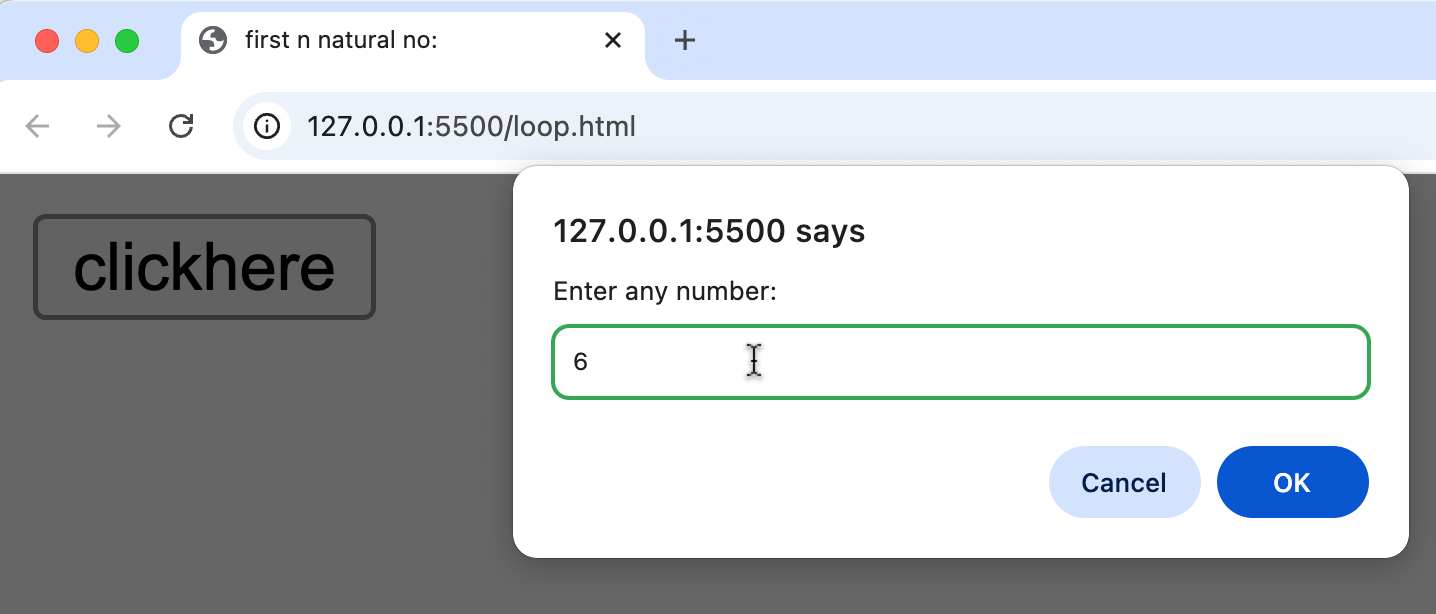 first n natural no:
127.0.0.1:5500/loop.html
clickhere
127.0.0.1:5500 says
Enter any number:
6
Cancel
OK